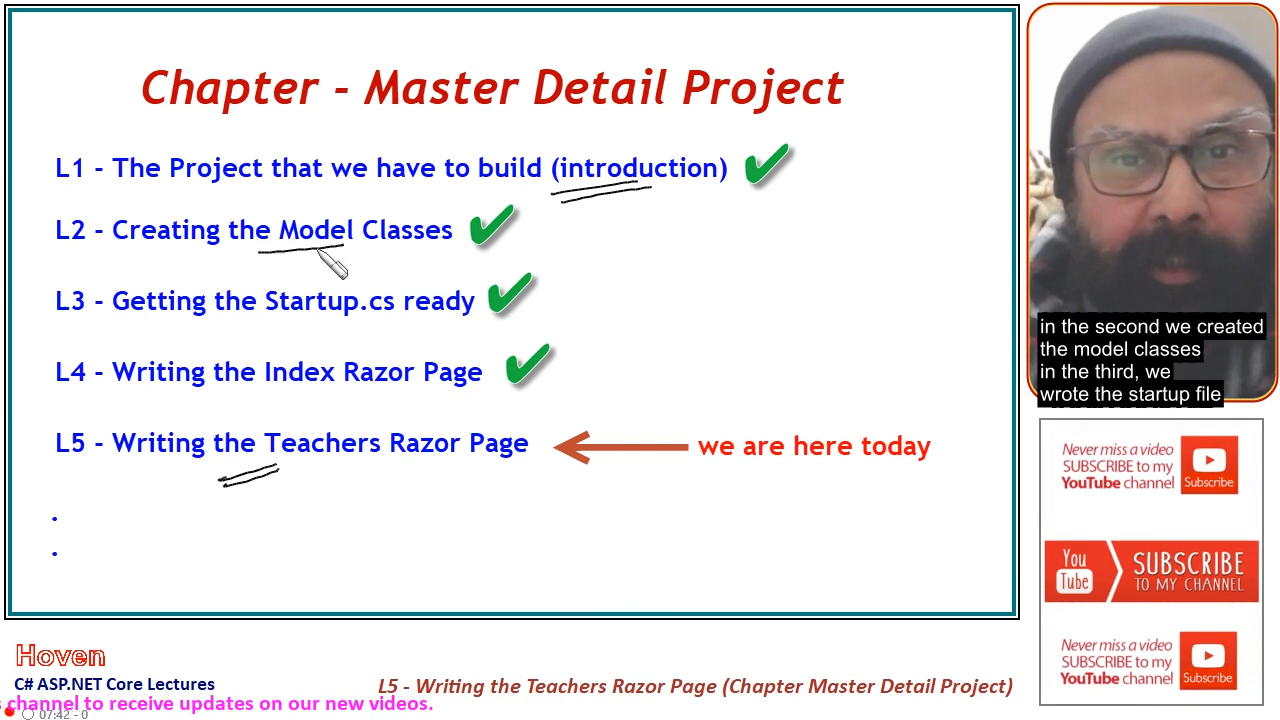 Chapter - Master Detail Project
L1 - The Project that we have to build (introduction)
L2 - Creating the Model Classes
L3 - Getting the Startup.cs ready
L4 - Writing the Index Razor Page
L5 - Writing the Teachers Razor Page
we are here today
.
.
in the second we created
the model classes
in the third, we
wrote the startup file
Never miss a video
SUBSCRIBE to my
YouTube channel
Subscribe
You
Tube
SUBSCRIBE
TO MY CHANNEL
Never miss a video
SUBSCRIBE to my
YouTube channel
Subscribe
Hoven
C# ASP.NET Core Lectures
L5 - Writing the Teachers Razor Page (Chapter Master Detail Project)
channel to receive updates on our new videos.
07:42 - 0